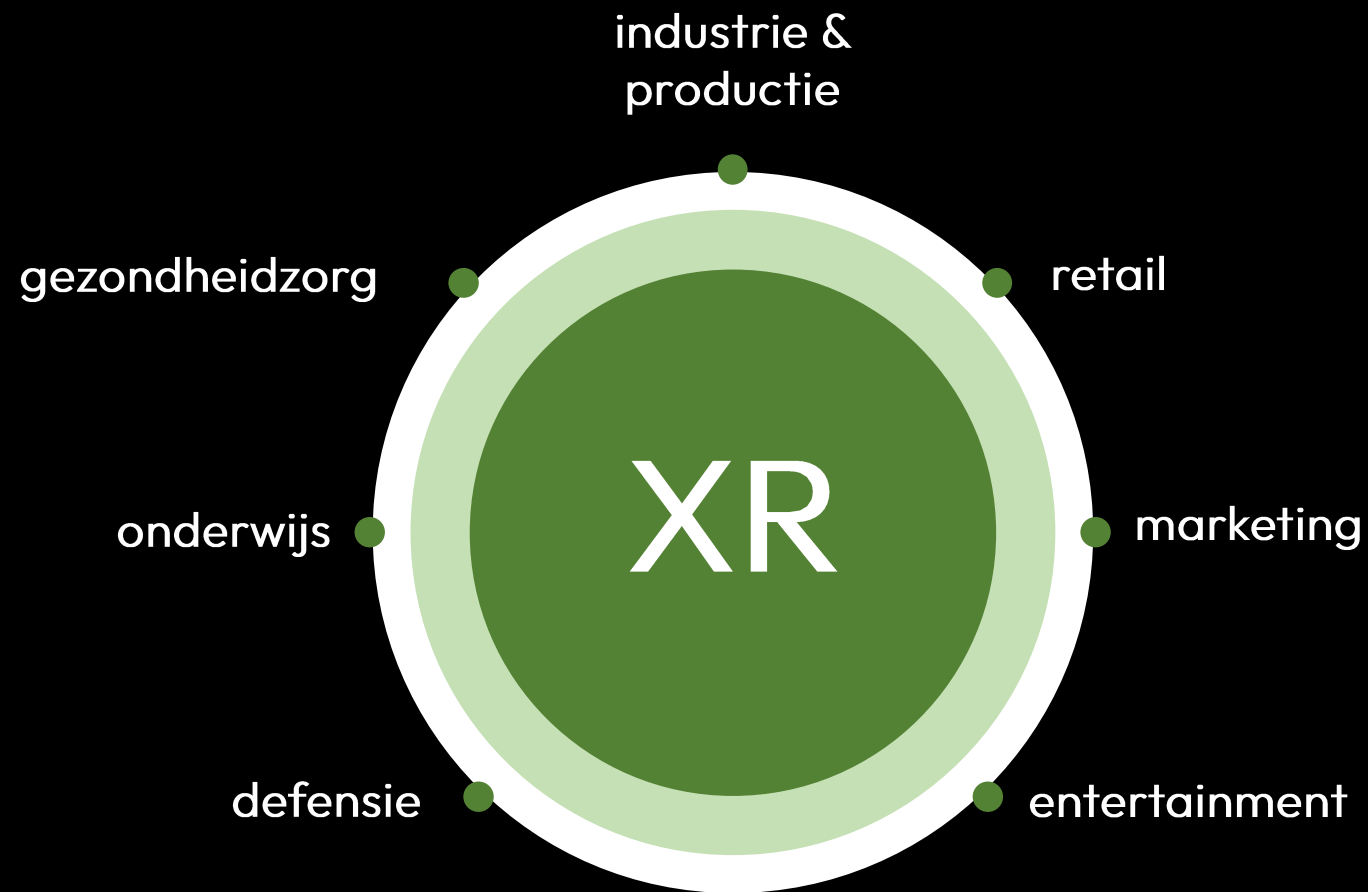 industrie &
productie
gezondheidzorg
retail
XR
onderwijs
marketing
defensie
entertainment